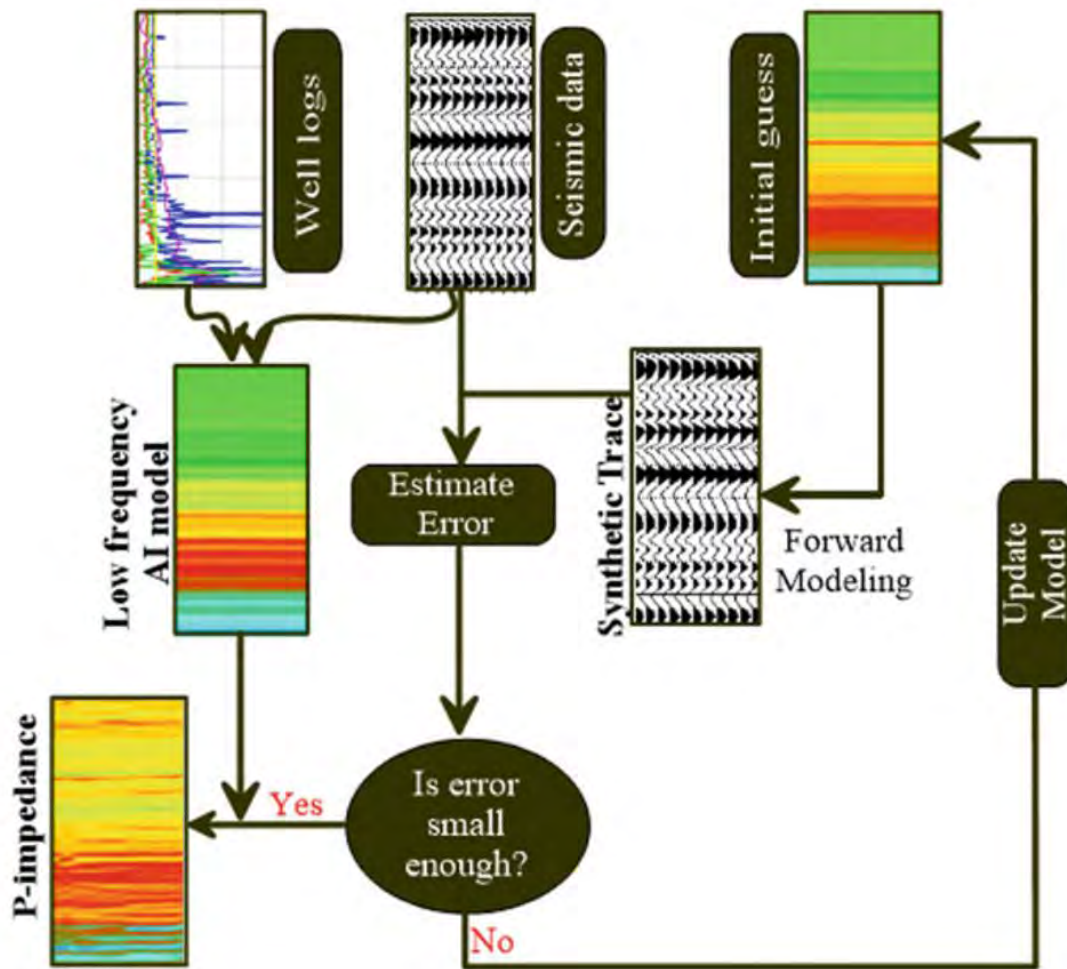 Well logs
Seismic data
Initial guess
Low frequency
AI model
Estimate
Error
Synthetic Trace
Forward
Modeling
Update
Model
P-impedance
Is error
small
enough?
Yes
No